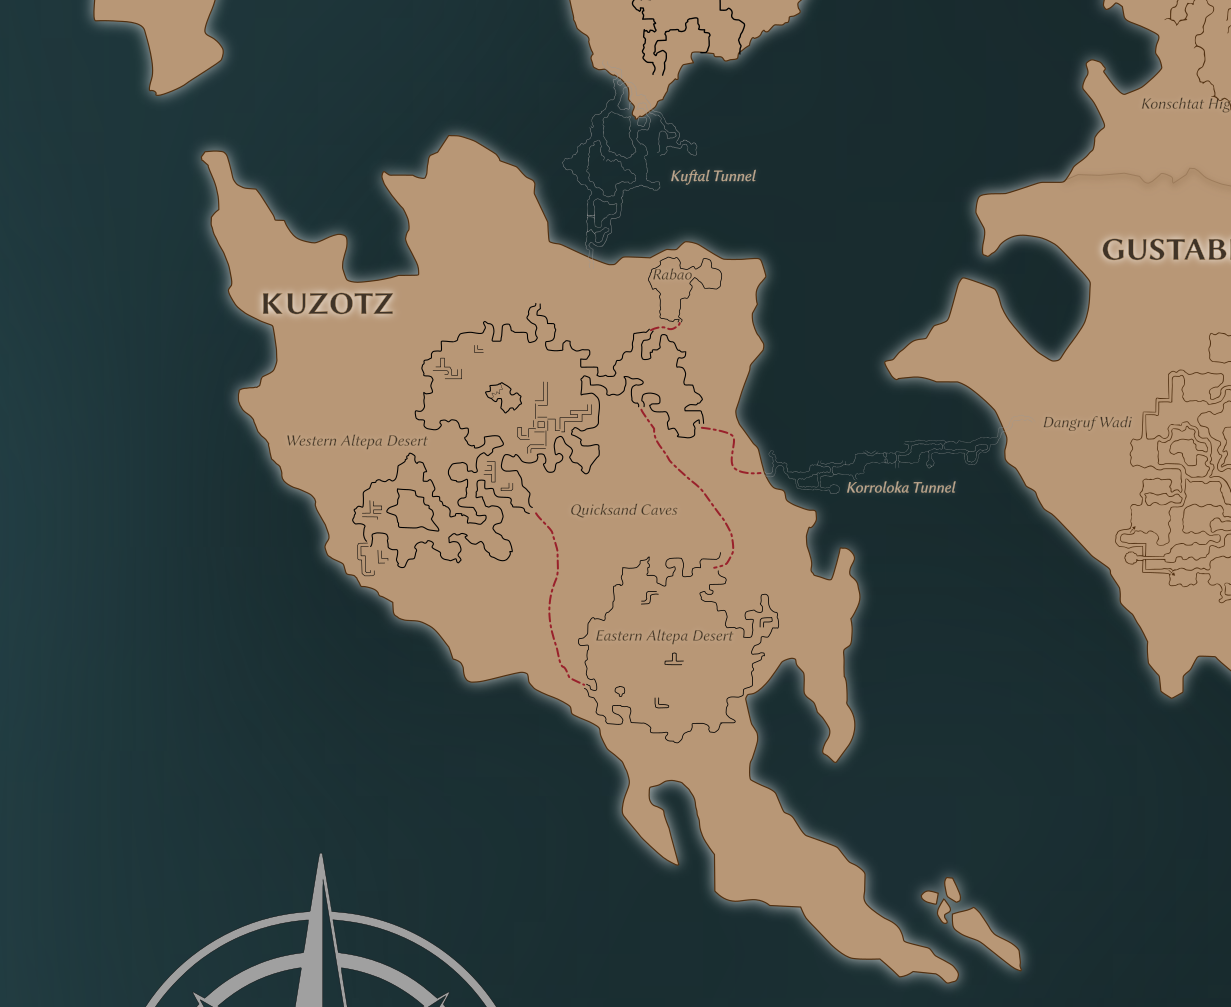 Konschtat Hig
Kuftal Tunnel
GUSTAB
Rabao
KUZOTZ
Dangruf Wadi
Western Altepa Desert
Korroloka Tunnel
Quicksand Caves
Eastern Altepa Desert